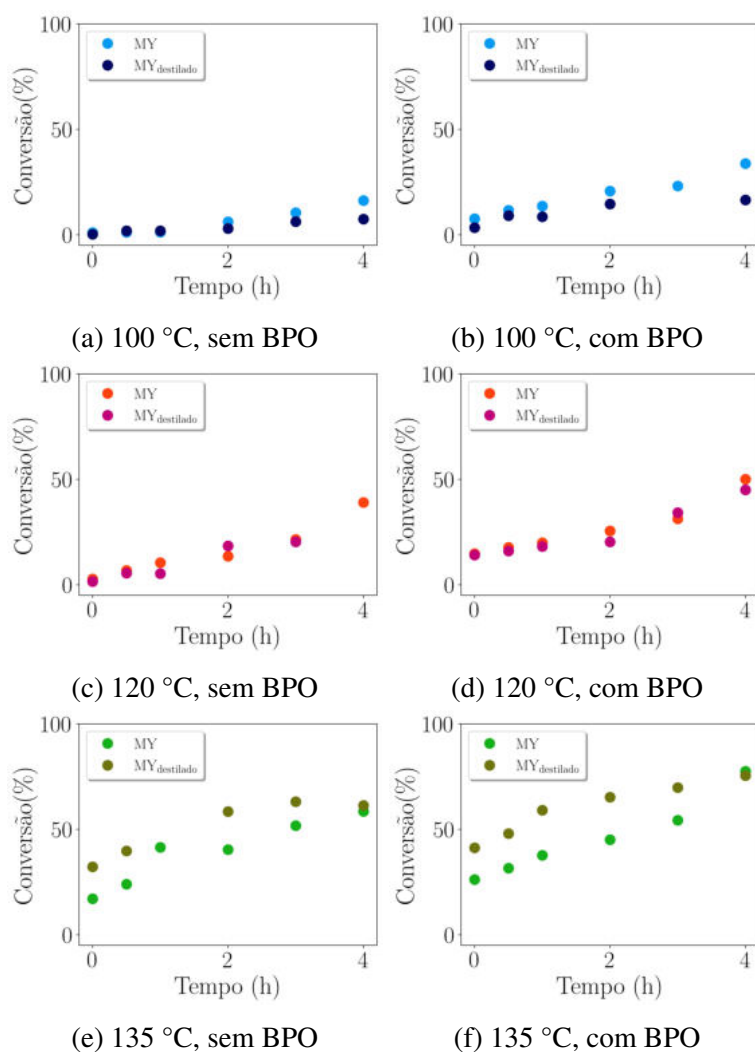 100
MY
MY destilado
50
0
Conversão(%)
0 2 4
Tempo (h)
(a) 100 °C, sem BPO
100
MY
MY destilado
50
0
Conversão(%)
0 2 4
Tempo (h)
(b) 100 °C, com BPO
100
MY
MY destilado
50
0
Conversão(%)
0 2 4
Tempo (h)
(c) 120 °C, sem BPO
100
MY
MY destilado
50
0
Conversão(%)
0 2 4
Tempo (h)
(d) 120 °C, com BPO
100
MY
MY destilado
50
0
Conversão(%)
0 2 4
Tempo (h)
(e) 135 °C, sem BPO
100
MY
MY destilado
50
0
Conversão(%)
0 2 4
Tempo (h)
(f) 135 °C, com BPO